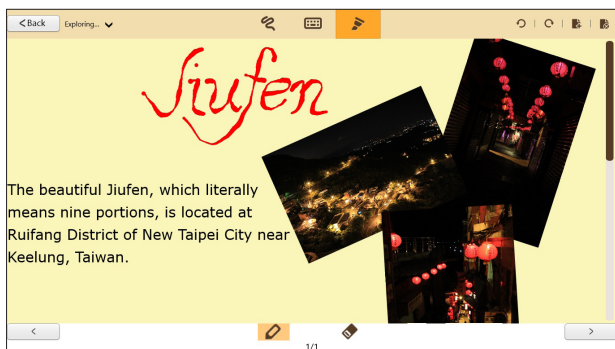 <Back Exploring...
Jiufen
The beautiful Jiufen, which literally
means nine portions, is located at
Ruifang District of New Taipei City near
Keelung, Taiwan.
< >
1/1